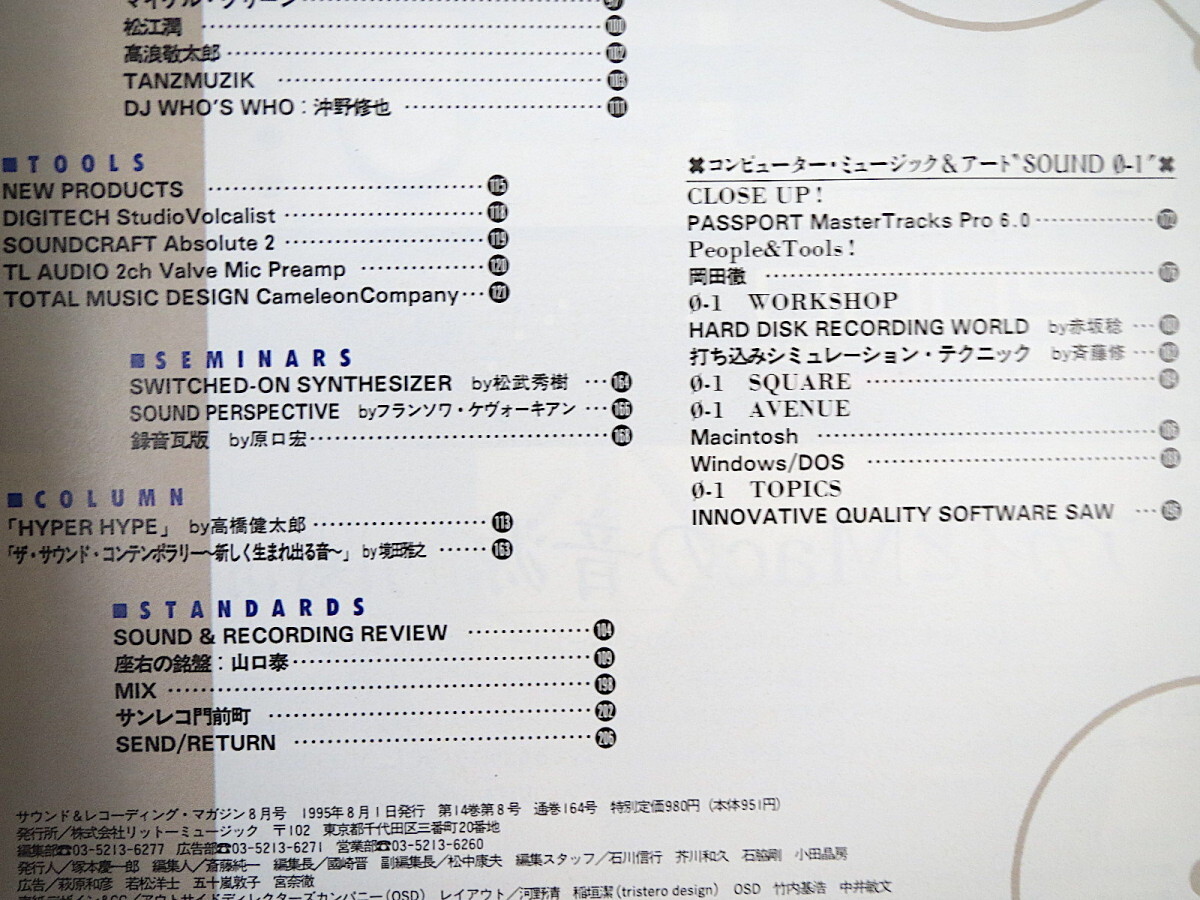 松江潤 ………… 100
高浪敬太郎 ………… 102
TANZMUZIK ………… 103
DJ WHO'S WHO：沖野修也 ………… 111
■TOOLS
NEW PRODUCTS ………… 115
DIGITECH StudioVolcalist ………… 118
SOUNDCRAFT Absolute 2 ………… 119
TL AUDIO 2ch Valve Mic Preamp ………… 120
TOTAL MUSIC DESIGN CameleonCompany… 121
■SEMINARS
SWITCHED-ON SYNTHESIZER by松武秀樹 … 164
SOUND PERSPECTIVE byフランソワ・ケヴォーキアン … 166
録音瓦版 by原口宏………… 168
■COLUMN
「HYPER HYPE」 by高橋健太郎 ………… 113
「ザ・サウンド・コンテンポラリー〜新しく生まれ出る音〜」 by境田雅之 …… 163
■STANDARDS
SOUND & RECORDING REVIEW ………… 104
座右の銘盤：山口泰………… 109
MIX ………… 198
サンレコ門前町 ………… 202
SEND/RETURN ………… 206
✖コンピューター・ミュージック＆アート"SOUND Ø-1"✖
CLOSE UP!
PASSPORT MasterTracks Pro 6.0…………
People&Tools!
岡田徹 …………
Ø-1 WORKSHOP
HARD DISK RECORDING WORLD by赤坂稔 …
打ち込みシミュレーション・テクニック by斉藤修 …
Ø-1 SQUARE …………
Ø-1 AVENUE
Macintosh …………
Windows/DOS …………
Ø-1 TOPICS
INNOVATIVE QUALITY SOFTWARE SAW …
サウンド＆レコーディング・マガジン8月号 1995年8月1日発行 第14巻第8号 通巻164号 特別定価980円（本体951円）
発行所／株式会社リットーミュージック 〒102 東京都千代田区三番町20番地
編集部☎03-5213-6277 広告部☎03-5213-6271 営業部☎03-5213-6260
発行人／塚本慶一郎 編集人／斎藤純一 編集長／國崎晋 副編集長／松中康夫 編集スタッフ／石川信行 芥川和久 石脇剛 小田晶房
広告／萩原和彦 若松洋士 五十嵐敦子 宮奈徹
アウトサイドディレクターズカンパニー(OSD) レイアウト／河野清 稲垣潔(tristero design) OSD 竹内基浩 中井敏文